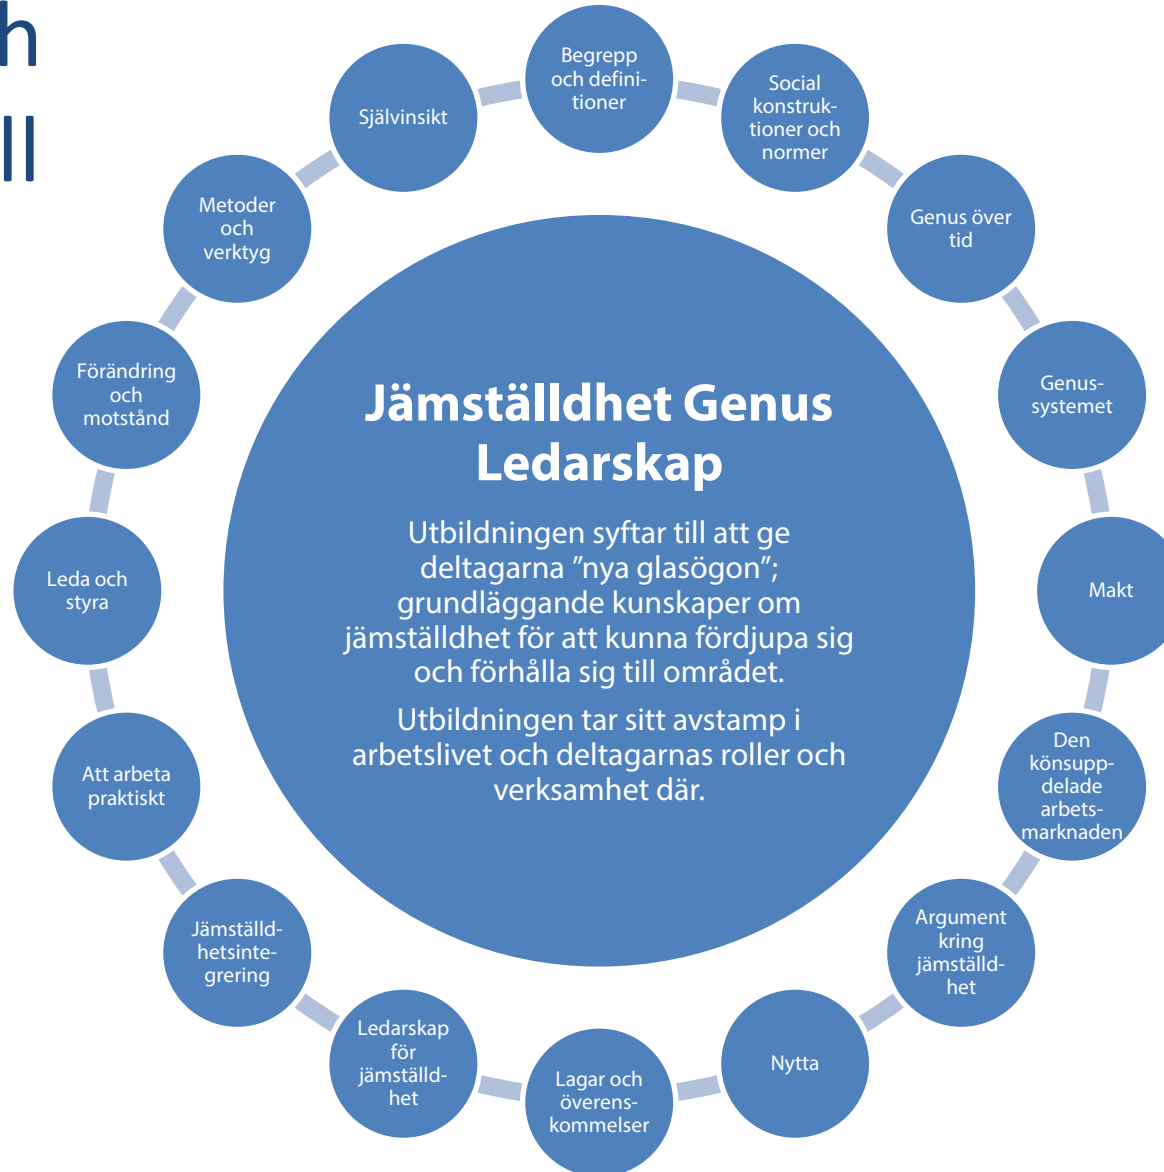 h
ll
Begrepp
och defini-
tioner
Social
konstruk-
tioner och
normer
Genus över
tid
Genus-
systemet
Makt
Den
könsupp-
delade
arbets-
marknaden
Argument
kring
jämställd-
het
Nytta
Lagar och
överens-
kommelser
Ledarskap
för
jämställd-
het
Jämställd-
hetsinte-
grering
Att arbeta
praktiskt
Leda och
styra
Förändring
och
motstånd
Metoder
och
verktyg
Självinsikt
Jämställdhet Genus
Ledarskap
Utbildningen syftar till att ge
deltagarna ”nya glasögon”;
grundläggande kunskaper om
jämställdhet för att kunna fördjupa sig
och förhålla sig till området.
Utbildningen tar sitt avstamp i
arbetslivet och deltagarnas roller och
verksamhet där.